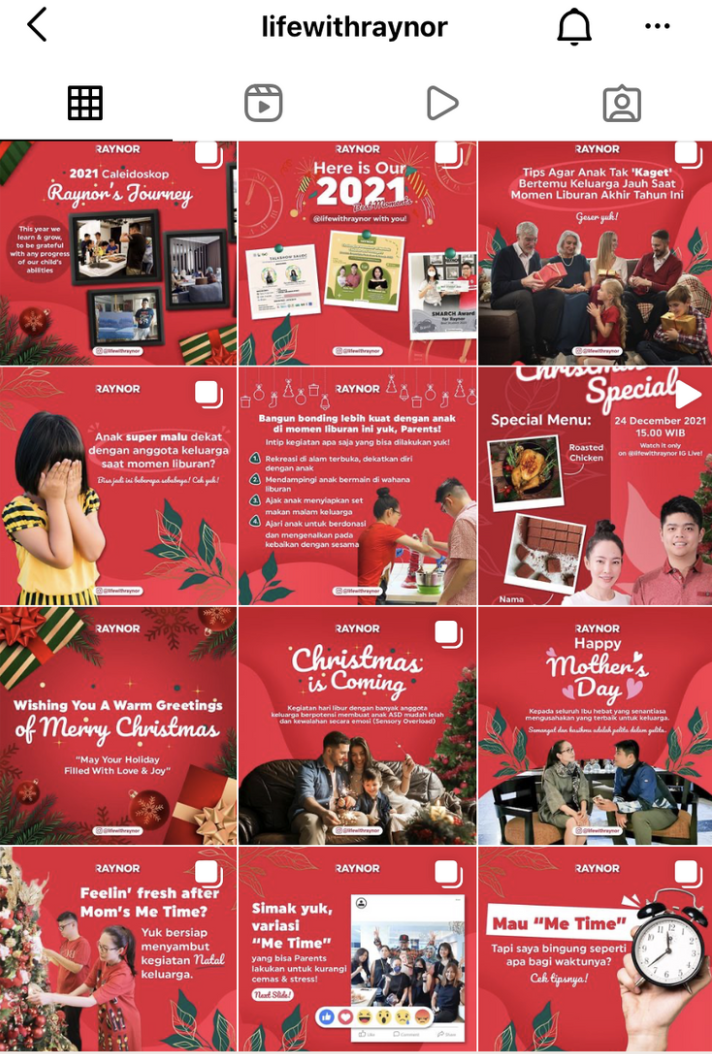 lifewithraynor
RAYNOR
2021 Caleidoskop
Raynor's Journey
This year we
learn & grow,
to be grateful
with any progress
of our child's
abilities
@lifewithraynor
RAYNOR
Here is Our
2021
@lifewithraynor with you!
SMARCH Award
for Raynor
@lifewithraynor
RAYNOR
Tips Agar Anak Tak 'Kaget'
Bertemu Keluarga Jauh Saat
Momen Liburan Akhir Tahun Ini
Geser yuk!
@lifewithraynor
RAYNOR
Anak super malu dekat
dengan anggota keluarga
saat momen liburan?
Bisa jadi ini beberapa sebabnya! Cek yuk!
@lifewithraynor
RAYNOR
Bangun bonding lebih kuat dengan anak
di momen liburan ini yuk, Parents!
Intip kegiatan apa saja yang bisa dilakukan yuk!
1. Rekreasi di alam terbuka, dekatkan diri
dengan anak
2. Mendampingi anak bermain di wahana
liburan
3. Ajak anak menyiapkan set
makan malam keluarga
4. Ajari anak untuk berdonasi
dan mengenalkan pada
kebaikan dengan sesama
@lifewithraynor
Christmas
Special
Special Menu:
24 December 2021
15.00 WIB
Watch it only
on @lifewithraynor IG Live!
Roasted
Chicken
Nama
RAYNOR
Wishing You A Warm Greetings
of Merry Christmas
"May Your Holiday
Filled With Love & Joy"
@lifewithraynor
RAYNOR
Christmas
is Coming
Kegiatan hari libur dengan banyak anggota
keluarga berpotensi membuat anak ASD mudah lelah
dan kewalahan secara emosi (Sensory Overload)
@lifewithraynor
RAYNOR
Happy
Mother's
Day
Kepada seluruh Ibu hebat yang senantiasa
mengusahakan yang terbaik untuk keluarga.
Semangat dan kasihmu adalah pelita dalam gulita.
@lifewithraynor
RAYNOR
Feelin' fresh after
Mom's Me Time?
Yuk bersiap
menyambut
kegiatan Natal
keluarga.
RAYNOR
Simak yuk,
variasi
"Me Time"
yang bisa Parents
lakukan untuk kurangi
cemas & stress!
Next Slide!
Like
Comment
Share
RAYNOR
Mau "Me Time"
Tapi saya bingung seperti
apa bagi waktunya?
Cek tipsnya!